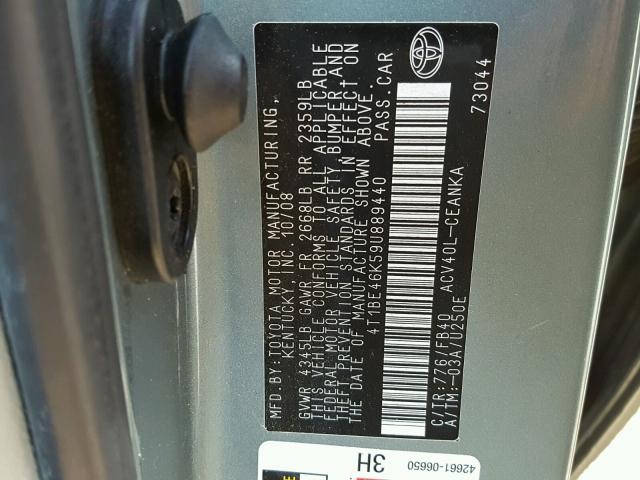 MFD.BY:TOYOTA MOTOR MANUFACTURING,
KENTUCKY, INC. 10/08
GVWR 4345LB GAWR FR 2668LB RR 2359LB
THIS VEHICLE CONFORMS TO ALL APPLICABLE
FEDERAL MOTOR VEHICLE SAFETY, BUMPER, AND
THEFT PREVENTION STANDARDS IN EFFECT ON
THE DATE OF MANUFACTURE SHOWN ABOVE.
4T1BE46K59U889440 PASS.CAR
C/TR:776/FB40 ACV40L-CEANKA
A/TM:-03A/U250E 73044
42661-06650
3H